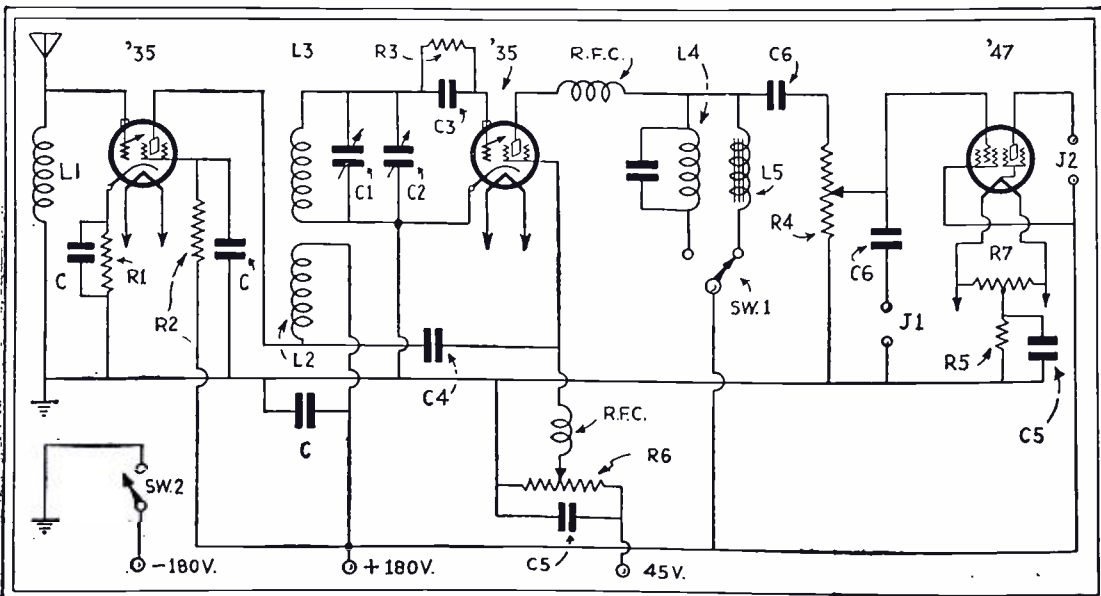 '35
L3
R3
'35
R.F.C.
L4
C6
'47
C3
L1
C1
C2
L5
J2
R4
C
R1
C
C6
R7
R2
SW.1
J1
L2
R5
C4
C
R.F.C.
C5
R6
SW.2
C5
-180V.
+180V.
45V.